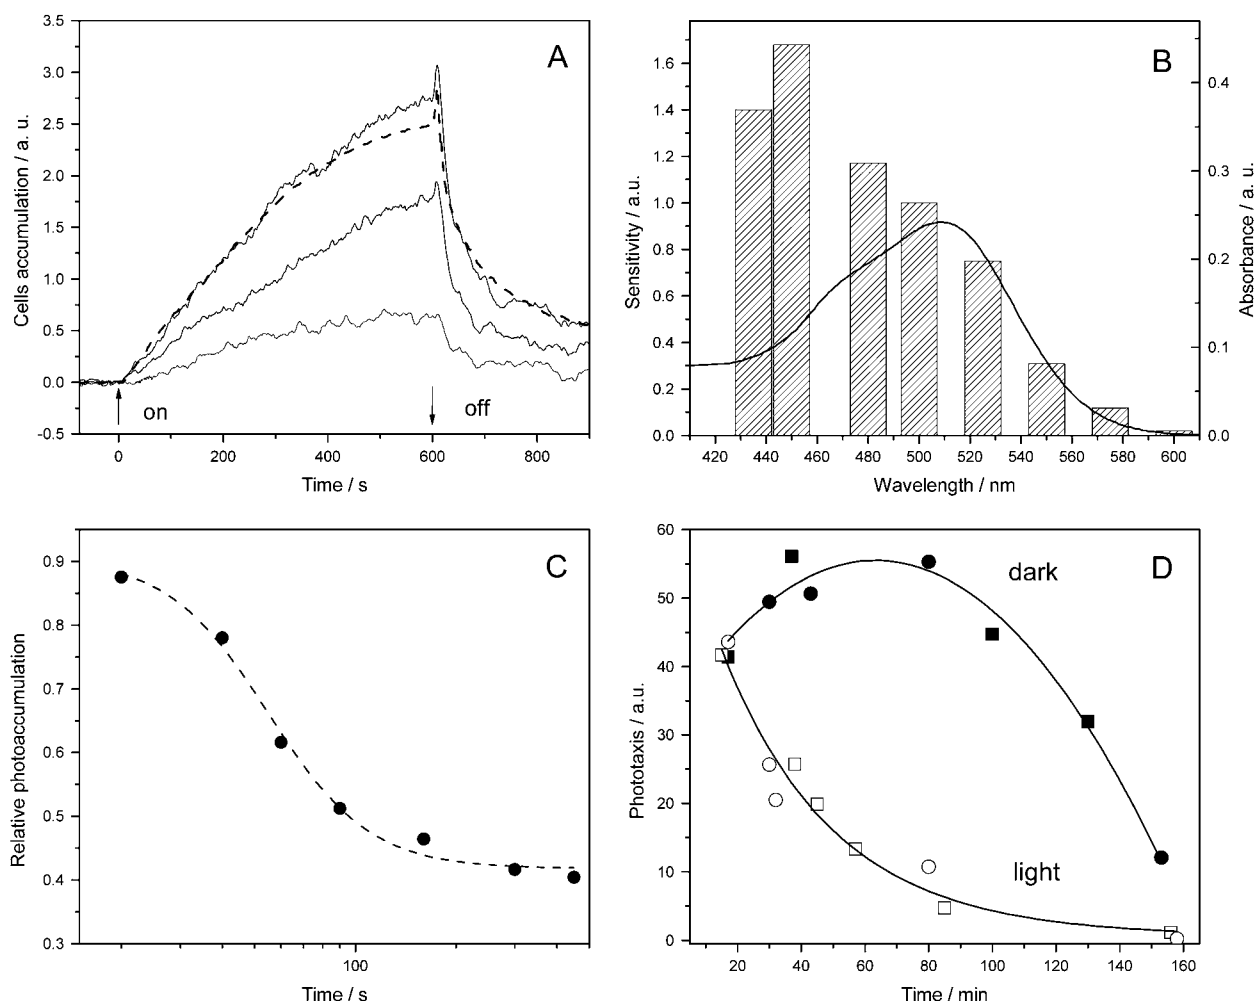 A
Cells accumulation / a. u.
3.5
3.0
2.5
2.0
1.5
1.0
0.5
0.0
-0.5
on
off
0 200 400 600 800
Time / s
B
Sensitivity / a.u.
1.6
1.4
1.2
1.0
0.8
0.6
0.4
0.2
0.0
0.4
0.3
0.2
0.1
0.0
Absorbance / a. u.
420 440 460 480 500 520 540 560 580 600
Wavelength / nm
C
Relative photoaccumulation
0.9
0.8
0.7
0.6
0.5
0.4
0.3
100
Time / s
D
Phototaxis / a.u.
60
50
40
30
20
10
0
dark
light
20 40 60 80 100 120 140 160
Time / min